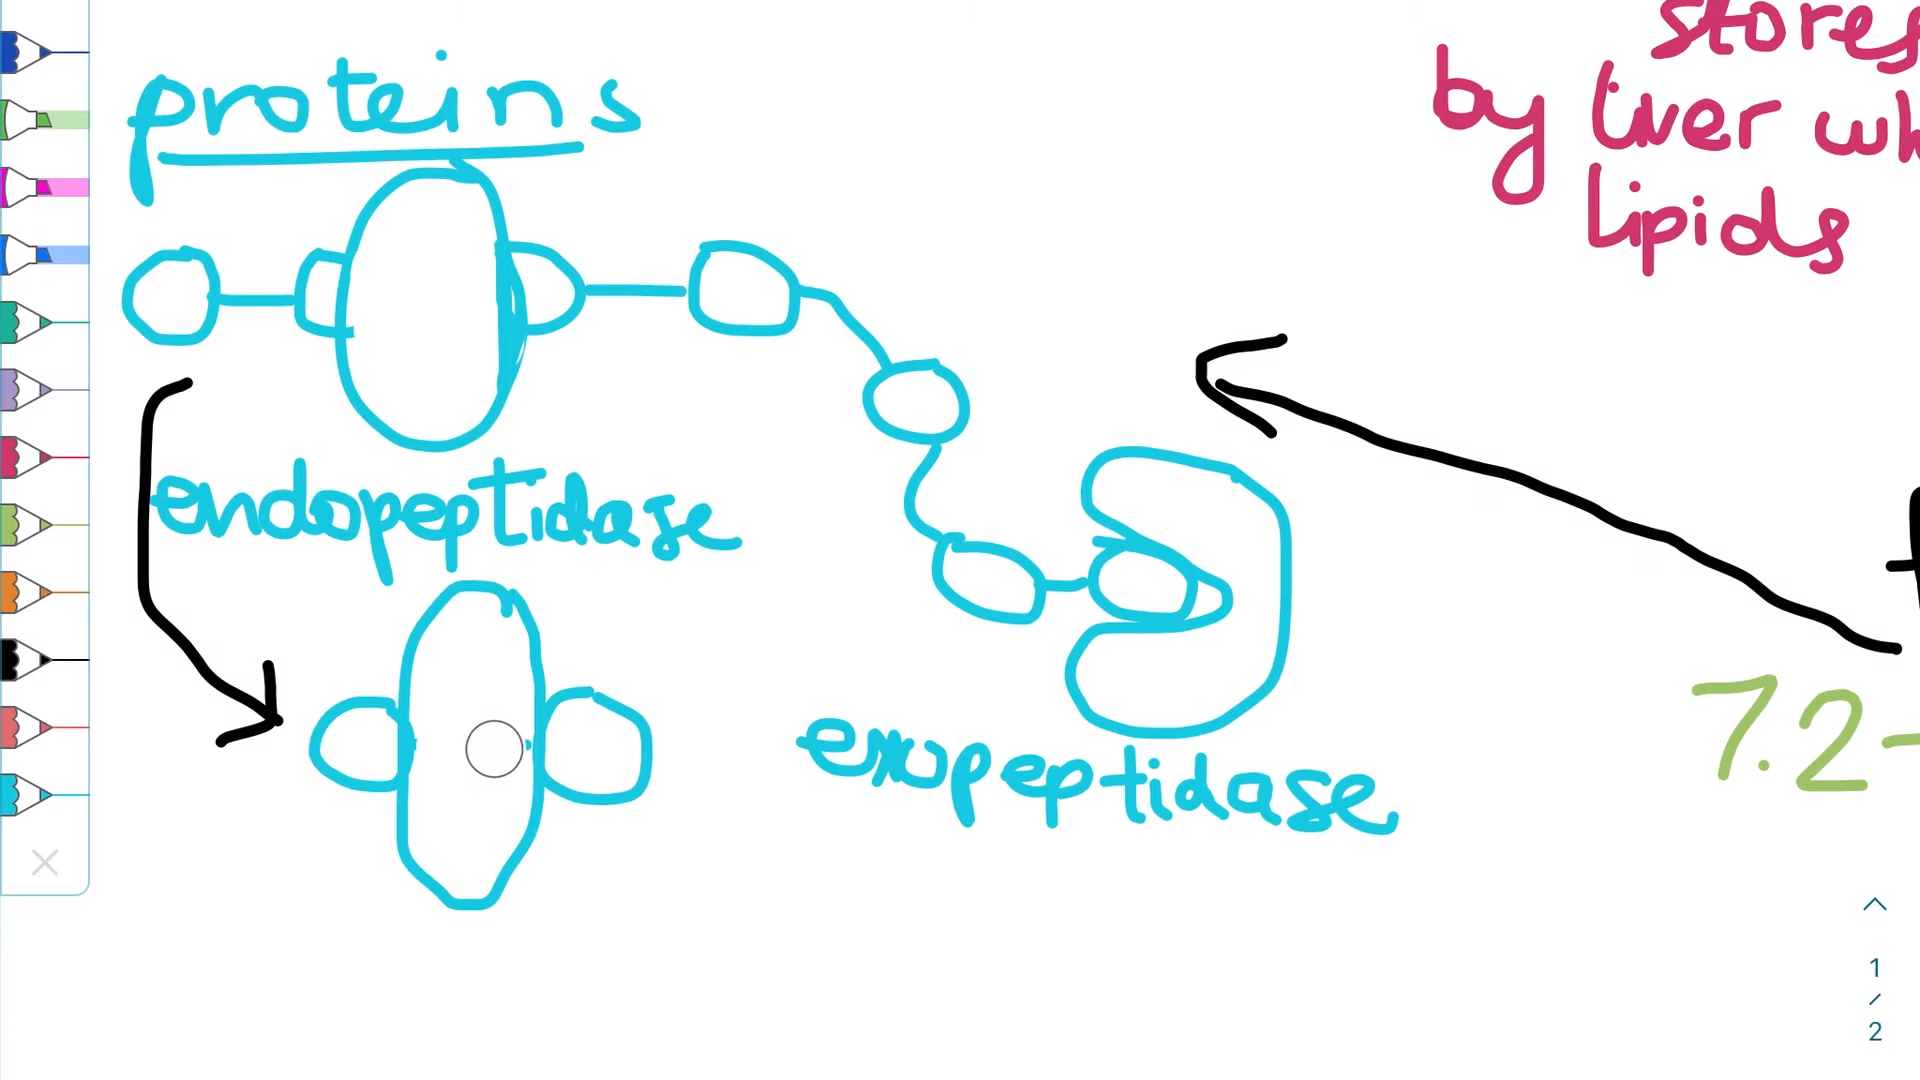 proteins
endopeptidase
exopeptidase
stores
by liver wh
lipids
7.2-
1
/
2